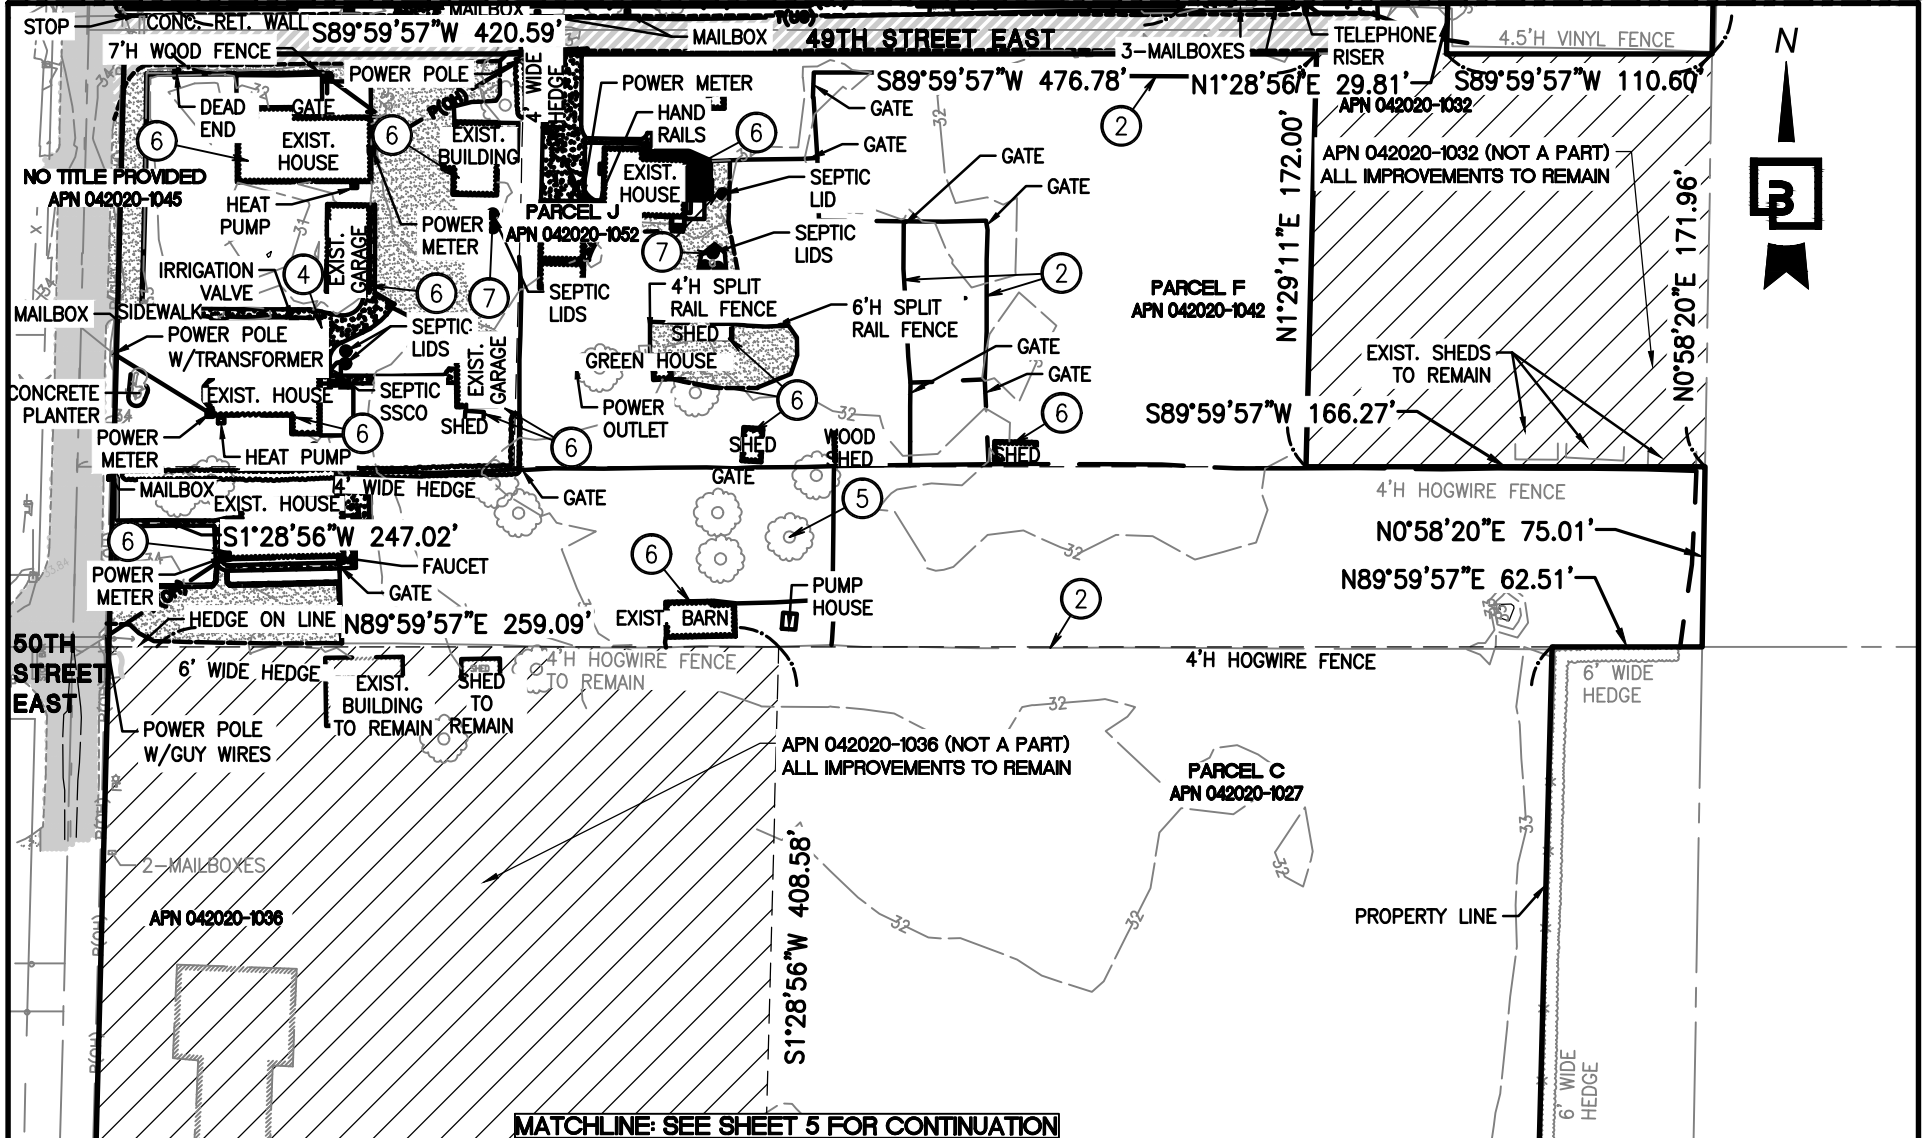 STOP
CONC. RET. WALL
MAILBOX
S89°59'57"W 420.59'
MAILBOX
49TH STREET EAST
3-MAILBOXES
TELEPHONE
RISER
4.5'H VINYL FENCE
N
7'H WOOD FENCE
POWER POLE
4' WIDE
HEDGE
POWER METER
S89°59'57"W 476.78'
N1°28'56"E 29.81'
S89°59'57"W 110.60'
APN 042020-1032
DEAD
END
GATE
HAND
RAILS
GATE
GATE
6
EXIST.
HOUSE
6
EXIST.
BUILDING
6
2
32
APN 042020-1032 (NOT A PART)
ALL IMPROVEMENTS TO REMAIN
NO TITLE PROVIDED
APN 042020-1045
EXIST.
HOUSE
SEPTIC
LID
GATE
GATE
N1°29'11"E 172.00'
N0°58'20"E 171.96'
B
HEAT
PUMP
31
POWER
METER
PARCEL J
APN 042020-1052
SEPTIC
LIDS
7
IRRIGATION
VALVE
4
EXIST.
GARAGE
6
7
SEPTIC
LIDS
4'H SPLIT
RAIL FENCE
6'H SPLIT
RAIL FENCE
2
PARCEL F
APN 042020-1042
MAILBOX
SIDEWALK
POWER POLE
W/TRANSFORMER
SEPTIC
LIDS
SHED
GREEN HOUSE
GATE
GATE
EXIST. SHEDS
TO REMAIN
EXIST.
GARAGE
CONCRETE
PLANTER
EXIST. HOUSE
SEPTIC
SSCO
SHED
POWER
OUTLET
6
32
6
S89°59'57"W 166.27'
POWER
METER
6
6
HEAT PUMP
SHED
WOOD
SHED
GATE
SHED
MAILBOX
EXIST. HOUSE
4' WIDE HEDGE
GATE
5
4'H HOGWIRE FENCE
S1°28'56"W 247.02'
6
FAUCET
6
32
N0°58'20"E 75.01'
POWER
METER
GATE
PUMP
HOUSE
2
N89°59'57"E 62.51'
HEDGE ON LINE
N89°59'57"E 259.09'
EXIST. BARN
33
50TH
STREET
EAST
6' WIDE HEDGE
EXIST.
BUILDING
TO REMAIN
SHED
SHED
TO
REMAIN
4'H HOGWIRE FENCE
TO REMAIN
4'H HOGWIRE FENCE
6' WIDE
HEDGE
POWER POLE
W/GUY WIRES
32
APN 042020-1036 (NOT A PART)
ALL IMPROVEMENTS TO REMAIN
PARCEL C
APN 042020-1027
33
2-MAILBOXES
32
S1°28'56"W 408.58'
APN 042020-1036
32
32
PROPERTY LINE
6' WIDE
HEDGE
P(OH)
MATCHLINE: SEE SHEET 5 FOR CONTINUATION